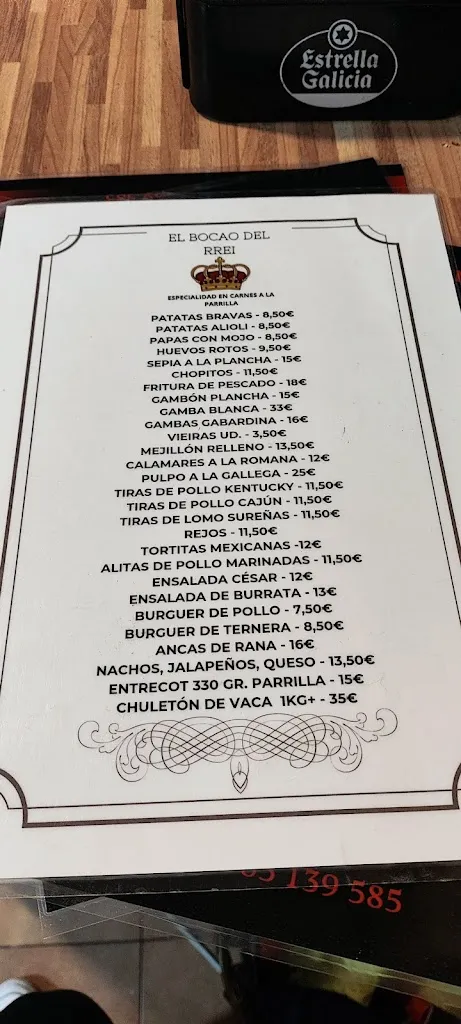 Estrella
Galicia
EL BOCAO DEL
RREI
ESPECIALIDAD EN CARNES A LA
PARRILLA
PATATAS BRAVAS - 8,50€
PATATAS ALIOLI - 8,50€
PAPAS CON MOJO - 8,50€
HUEVOS ROTOS - 9,50€
SEPIA A LA PLANCHA - 15€
CHOPITOS - 11,50€
FRITURA DE PESCADO - 18€
GAMBÓN PLANCHA - 15€
GAMBA BLANCA - 33€
GAMBAS GABARDINA - 16€
VIEIRAS UD. - 3,50€
MEJILLÓN RELLENO - 13,50€
CALAMARES A LA ROMANA - 12€
PULPO A LA GALLEGA - 25€
TIRAS DE POLLO KENTUCKY - 11,50€
TIRAS DE POLLO CAJÚN - 11,50€
TIRAS DE LOMO SUREÑAS - 11,50€
REJOS - 11,50€
TORTITAS MEXICANAS -12€
ALITAS DE POLLO MARINADAS - 11,50€
ENSALADA CÉSAR - 12€
ENSALADA DE BURRATA - 13€
BURGUER DE POLLO - 7,50€
BURGUER DE TERNERA - 8,50€
ANCAS DE RANA - 16€
NACHOS, JALAPEÑOS, QUESO - 13,50€
ENTRECOT 330 GR. PARRILLA - 15€
CHULETÓN DE VACA 1KG+ - 35€
139 585